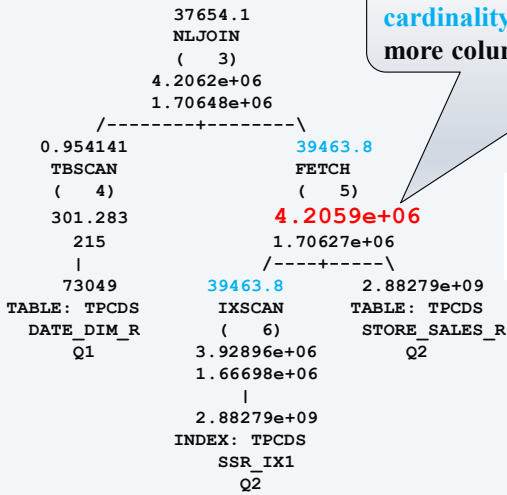 cardinality
more colum
37654.1
NLJOIN
( 3)
4.2062e+06
1.70648e+06
/--------+--------\
0.954141 39463.8
TBSCAN FETCH
( 4) ( 5)
301.283 4.2059e+06
215 1.70627e+06
| /----+-----\
73049 39463.8 2.88279e+09
TABLE: TPCDS IXSCAN TABLE: TPCDS
DATE_DIM_R ( 6) STORE_SALES_R
Q1 3.92896e+06 Q2
1.66698e+06
|
2.88279e+09
INDEX: TPCDS
SSR_IX1
Q2